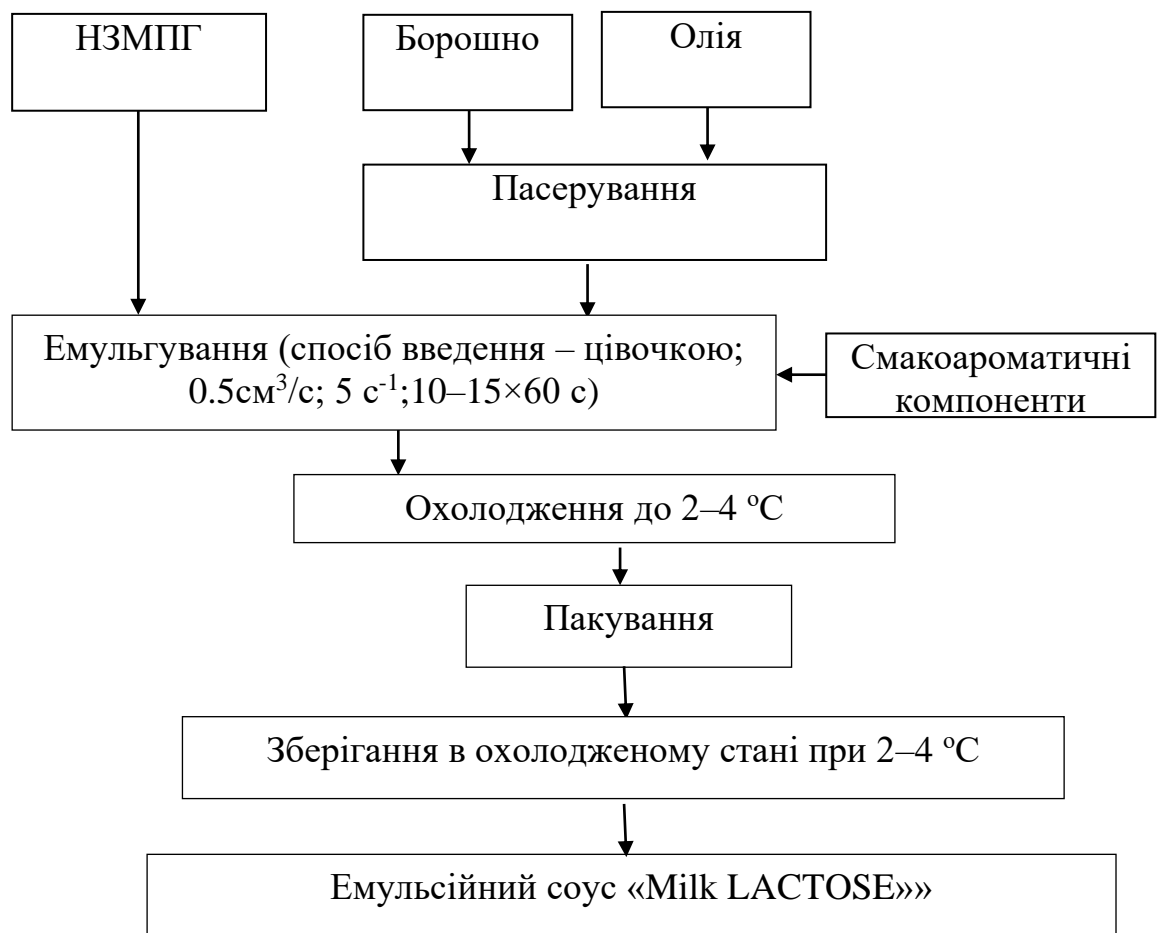 НЗМПГ
Борошно
Олія
Пасерування
Емульгування (спосіб введення – цівочкою;
0.5см³/с; 5 с⁻¹;10–15×60 с)
Смакоароматичні
компоненти
Охолодження до 2–4 ºС
Пакування
Зберігання в охолодженому стані при 2–4 ºС
Емульсійний соус «Milk LACTOSE»»